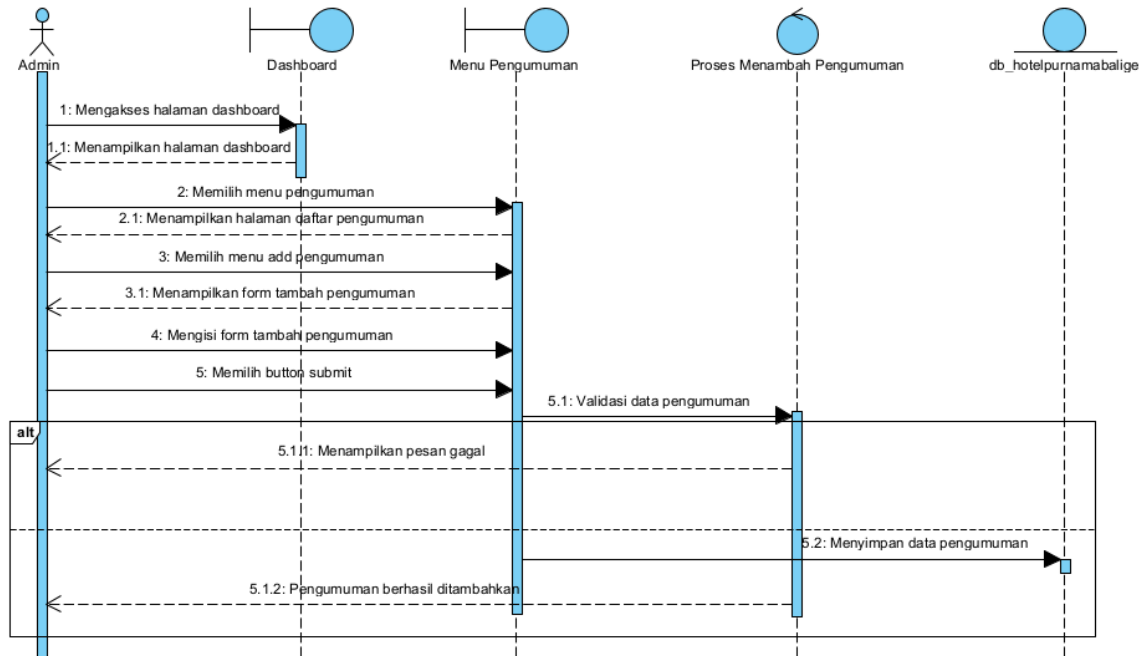 Admin
Dashboard
Menu Pengumuman
Proses Menambah Pengumuman
db_hotelpurnamabalige
1: Mengakses halaman dashboard
1.1: Menampilkan halaman dashboard
2: Memilih menu pengumuman
2.1: Menampilkan halaman daftar pengumuman
3: Memilih menu add pengumuman
3.1: Menampilkan form tambah pengumuman
4: Mengisi form tambah pengumuman
5: Memilih button submit
5.1: Validasi data pengumuman
alt
5.1.1: Menampilkan pesan gagal
5.2: Menyimpan data pengumuman
5.1.2: Pengumuman berhasil ditambahkan